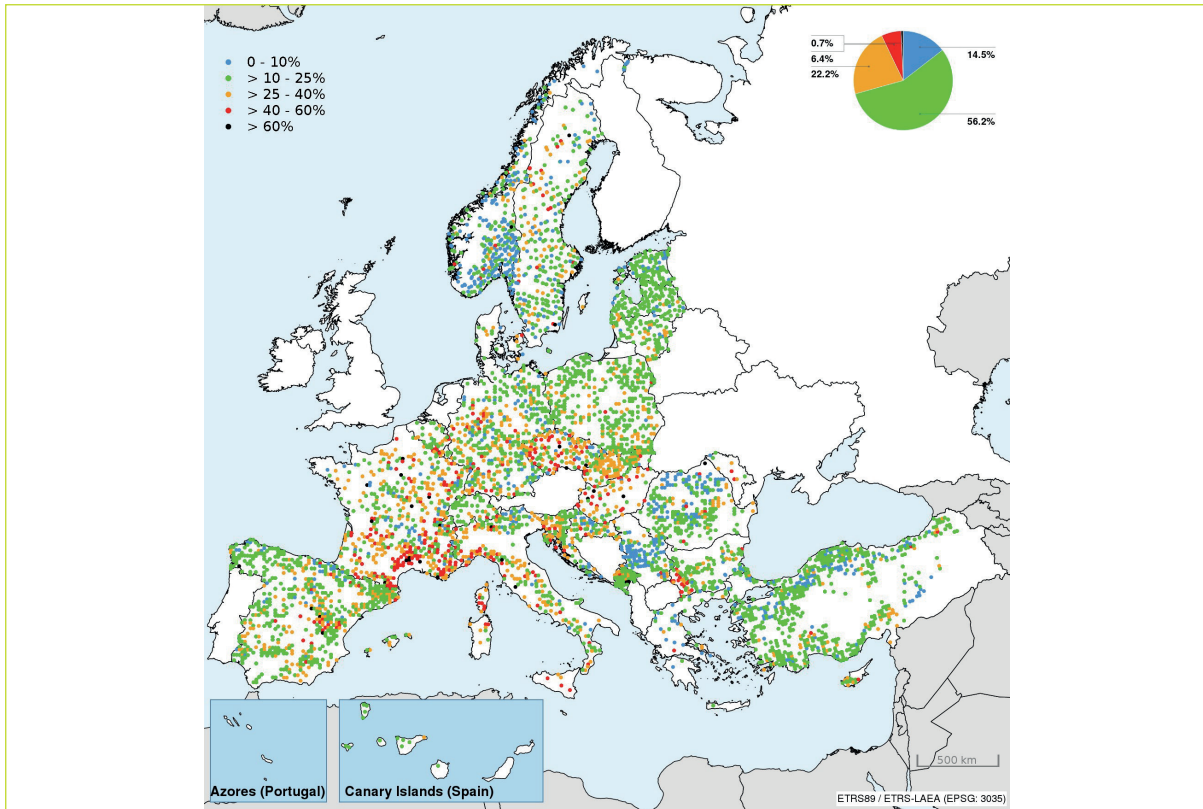 0 - 10%
> 10 - 25%
> 25 - 40%
> 40 - 60%
> 60%
0.7%
6.4%
22.2%
14.5%
56.2%
500 km
Azores (Portugal)
Canary Islands (Spain)
ETRS89 / ETRS-LAEA (EPSG: 3035)